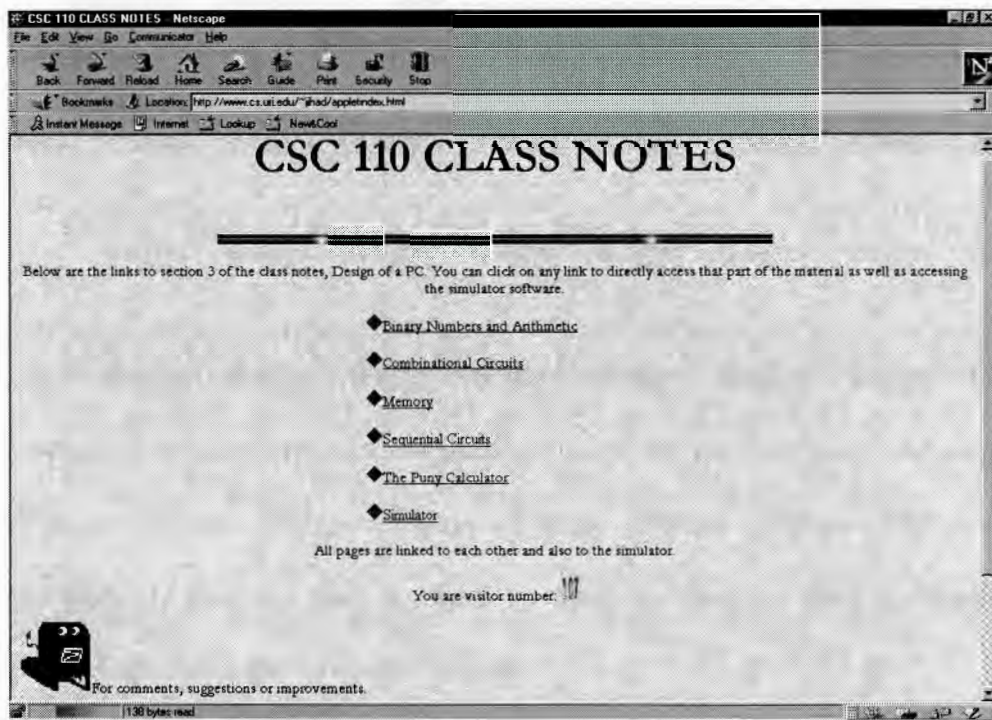 CSC 110 CLASS NOTES - Netscape
File Edit View Go Communicator Help
Back Forward Reload Home Search Guide Print Security Stop
N
Bookmarks Location: http://www.cs.uri.edu/~jihad/appletindex.html
Instant Message Internet Lookup New&Cool
CSC 110 CLASS NOTES
Below are the links to section 3 of the class notes, Design of a PC. You can click on any link to directly access that part of the material as well as accessing
the simulator software.
Binary Numbers and Arithmetic
Combinational Circuits
Memory
Sequential Circuits
The Puny Calculator
Simulator
All pages are linked to each other and also to the simulator.
You are visitor number:
For comments, suggestions or improvements.
138 bytes read